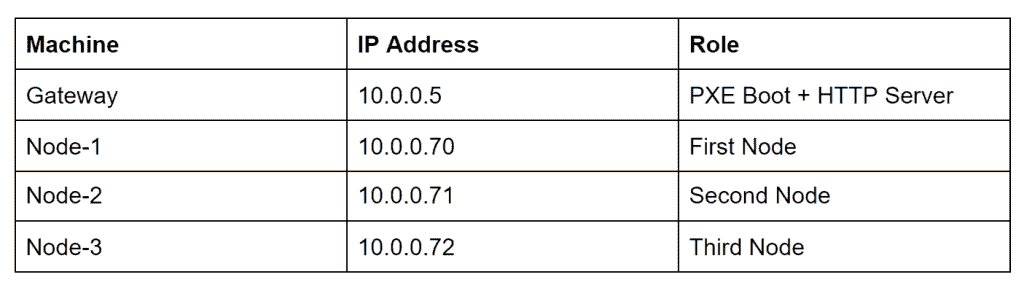 Machine IP Address Role
Gateway 10.0.0.5 PXE Boot + HTTP Server
Node-1 10.0.0.70 First Node
Node-2 10.0.0.71 Second Node
Node-3 10.0.0.72 Third Node